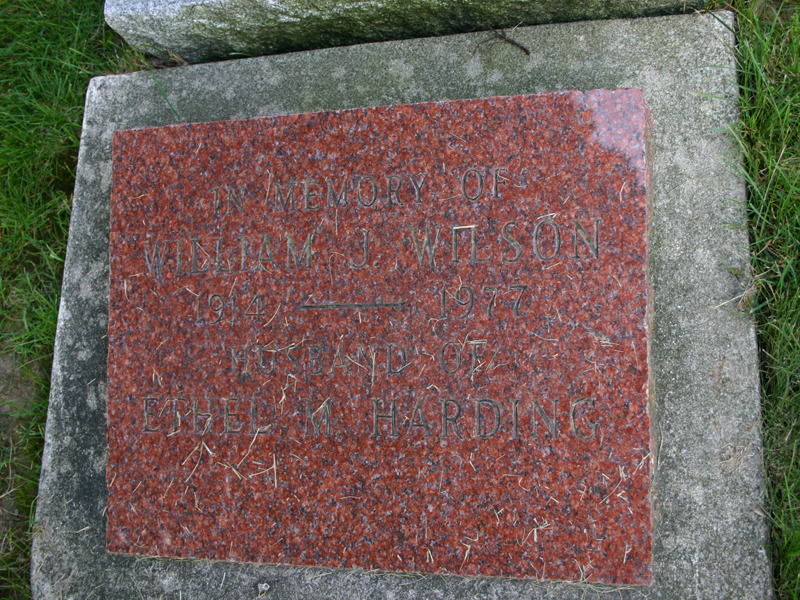 IN MEMORY OF
WILLIAM J. WILSON
1914 — 1977
HUSBAND OF
ETHEL M. HARDING